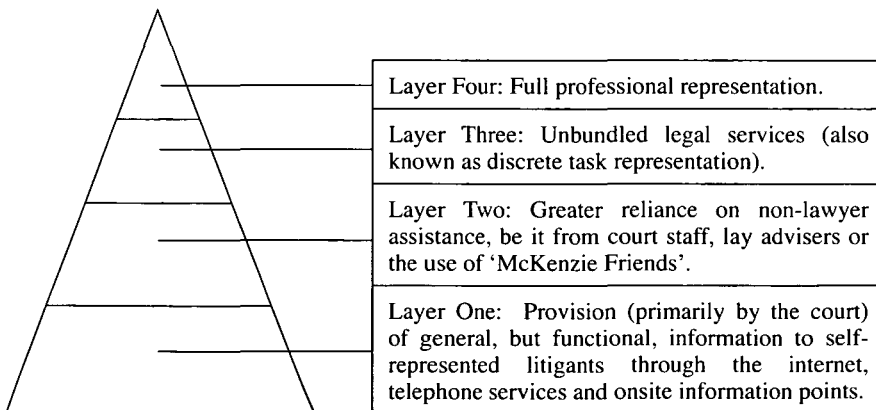 Layer Four: Full professional representation.
Layer Three: Unbundled legal services (also
known as discrete task representation).
Layer Two: Greater reliance on non-lawyer
assistance, be it from court staff, lay advisers or
the use of ‘McKenzie Friends’.
Layer One: Provision (primarily by the court)
of general, but functional, information to self-
represented litigants through the internet,
telephone services and onsite information points.